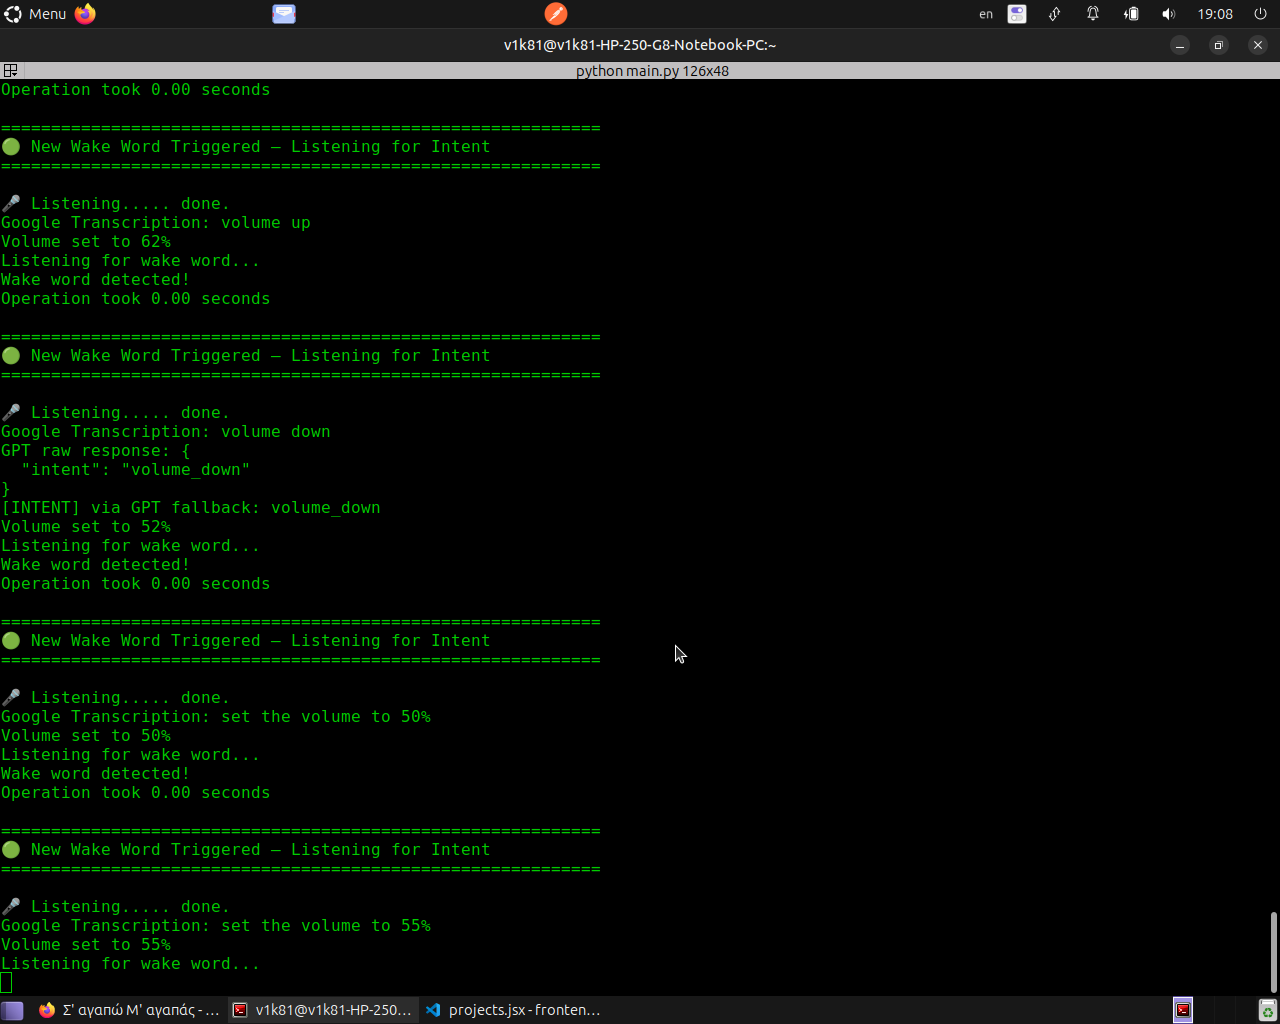 Menu
en
19:08
v1k81@v1k81-HP-250-G8-Notebook-PC:~
python main.py 126x48
Operation took 0.00 seconds
============================================================
🟢 New Wake Word Triggered — Listening for Intent
============================================================
🎤 Listening..... done.
Google Transcription: volume up
Volume set to 62%
Listening for wake word...
Wake word detected!
Operation took 0.00 seconds
============================================================
🟢 New Wake Word Triggered — Listening for Intent
============================================================
🎤 Listening..... done.
Google Transcription: volume down
GPT raw response: {
  "intent": "volume_down"
}
[INTENT] via GPT fallback: volume_down
Volume set to 52%
Listening for wake word...
Wake word detected!
Operation took 0.00 seconds
============================================================
🟢 New Wake Word Triggered — Listening for Intent
============================================================
🎤 Listening..... done.
Google Transcription: set the volume to 50%
Volume set to 50%
Listening for wake word...
Wake word detected!
Operation took 0.00 seconds
============================================================
🟢 New Wake Word Triggered — Listening for Intent
============================================================
🎤 Listening..... done.
Google Transcription: set the volume to 55%
Volume set to 55%
Listening for wake word...
Σ' αγαπώ Μ' αγαπάς - ...
v1k81@v1k81-HP-250...
projects.jsx - fronten...